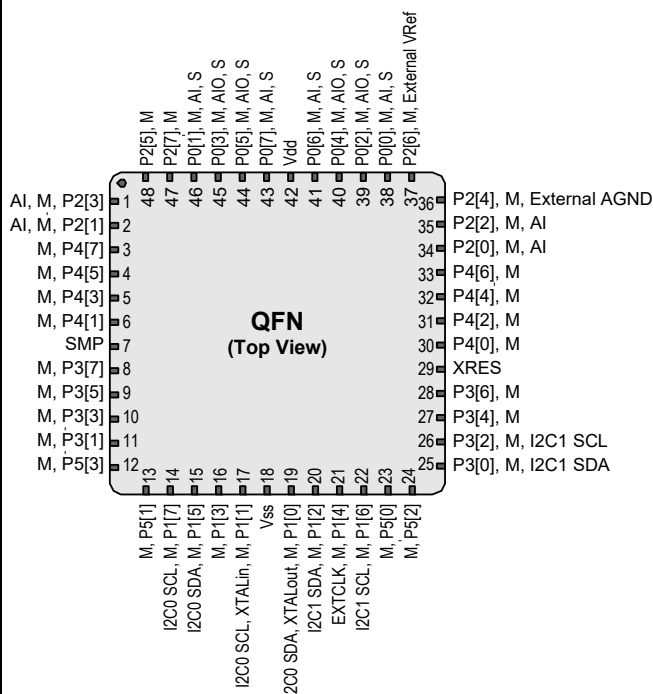 P2[5], M
P2[7], M
P0[1], M, AI, S
P0[3], M, AIO, S
P0[5], M, AIO, S
P0[7], M, AI, S
Vdd
P0[6], M, AI, S
P0[4], M, AIO, S
P0[2], M, AIO, S
P0[0], M, AI, S
P2[6], M, External VRef
48
47
46
45
44
43
42
41
40
39
38
37
AI, M, P2[3] 1
AI, M, P2[1] 2
M, P4[7] 3
M, P4[5] 4
M, P4[3] 5
M, P4[1] 6
SMP 7
M, P3[7] 8
M, P3[5] 9
M, P3[3] 10
M, P3[1] 11
M, P5[3] 12
QFN
(Top View)
36 P2[4], M, External AGND
35 P2[2], M, AI
34 P2[0], M, AI
33 P4[6], M
32 P4[4], M
31 P4[2], M
30 P4[0], M
29 XRES
28 P3[6], M
27 P3[4], M
26 P3[2], M, I2C1 SCL
25 P3[0], M, I2C1 SDA
13
14
15
16
17
18
19
20
21
22
23
24
M, P5[1]
I2C0 SCL, M, P1[7]
I2C0 SDA, M, P1[5]
M, P1[3]
I2C0 SCL, XTALin, M, P1[1]
Vss
2C0 SDA, XTALout, M, P1[0]
I2C1 SDA, M, P1[2]
EXTCLK, M, P1[4]
I2C1 SCL, M, P1[6]
M, P5[0]
M, P5[2]